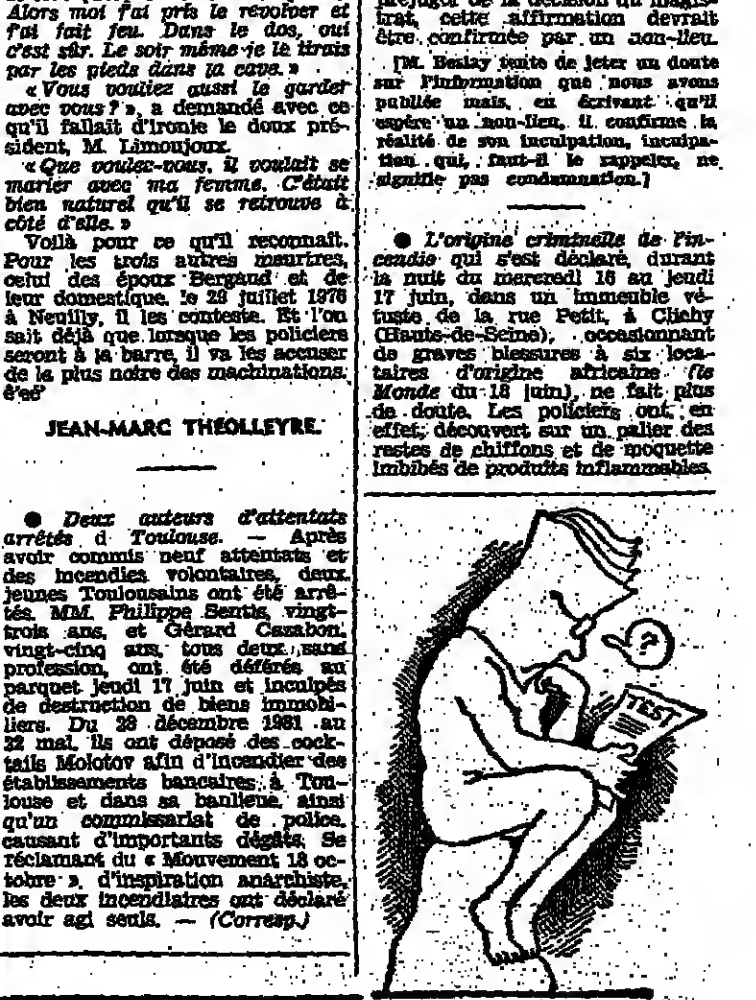 Alors moi j'ai pris le revolver et
j'ai fait feu. Dans le dos, oui
c'est sûr. Le soir même je le tirais
par les pieds dans la cave. »
« Vous vouliez aussi le garder
avec vous ? », a demandé avec ce
qu'il fallait d'ironie le doux pré-
sident, M. Limoujoux.
« Que voulez-vous, il voulait se
marier avec ma femme. C'était
bien naturel qu'il se retrouve à
côté d'elle. »
Voilà pour ce qu'il reconnaît.
Pour les trois autres meurtres,
celui des époux Bergaud et de
leur domestique, le 29 juillet 1976
à Neuilly, il les conteste. Et l'on
sait déjà que lorsque les policiers
seront à la barre, il va les accuser
de la plus noire des machinations.
JEAN-MARC THÉOLLEYRE.
● Deux auteurs d'attentats
arrêtés à Toulouse. — Après
avoir commis neuf attentats et
des incendies volontaires, deux
jeunes Toulousains ont été arrê-
tés. MM. Philippe Sentis, vingt-
trois ans, et Gérard Cazabon,
vingt-cinq ans, tous deux sans
profession, ont été déférés au
parquet jeudi 17 juin et inculpés
de destruction de biens immobi-
liers. Du 28 décembre 1981 au
22 mai, ils ont déposé des cock-
tails Molotov afin d'incendier des
établissements bancaires à Tou-
louse et dans sa banlieue, ainsi
qu'un commissariat de police,
causant d'importants dégâts. Se
réclamant du « Mouvement 18 oc-
tobre », d'inspiration anarchiste,
les deux incendiaires ont déclaré
avoir agi seuls. — (Corresp.)
préjuger de la décision du magis-
trat, cette affirmation devrait
être confirmée par un non-lieu.
[M. Beslay tente de jeter un doute
sur l'information que nous avons
publiée mais, en écrivant qu'il
espère un non-lieu, il confirme la
réalité de son inculpation, inculpa-
tion qui, faut-il le rappeler, ne
signifie pas condamnation.]
● L'origine criminelle de l'in-
cendie qui s'est déclaré, durant
la nuit du mercredi 16 au jeudi
17 juin, dans un immeuble vé-
tuste de la rue Petit, à Clichy
(Hauts-de-Seine), occasionnant
de graves blessures à six loca-
taires d'origine africaine (le
Monde du 18 juin), ne fait plus
de doute. Les policiers ont, en
effet, découvert sur un palier des
restes de chiffons et de moquette
imbibés de produits inflammables.
?
TEST